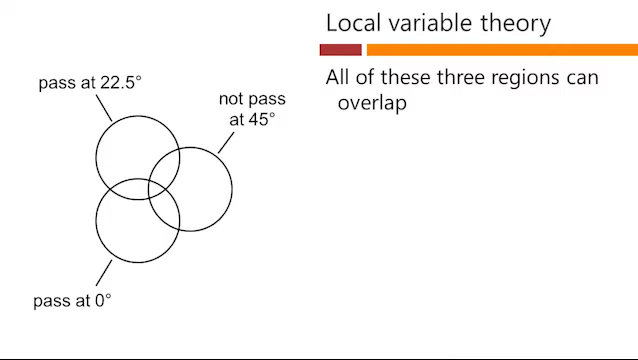 Local variable theory
All of these three regions can
overlap
pass at 22.5°
not pass
at 45°
pass at 0°